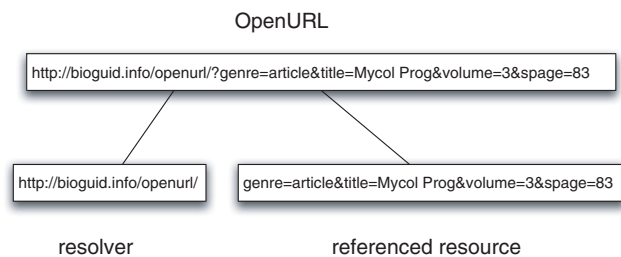 OpenURL
http://bioguid.info/openurl/?genre=article&title=Mycol Prog&volume=3&spage=83
http://bioguid.info/openurl/
genre=article&title=Mycol Prog&volume=3&spage=83
resolver
referenced resource